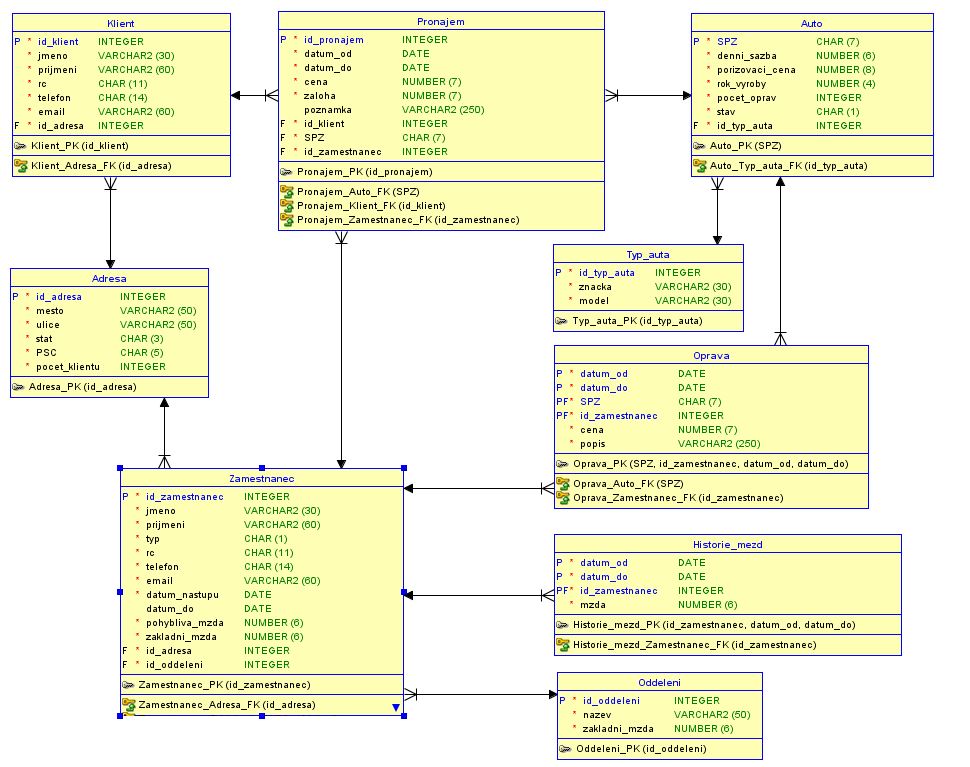 Klient
P * id_klient INTEGER
* jmeno VARCHAR2 (30)
* prijmeni VARCHAR2 (60)
* rc CHAR (11)
* telefon CHAR (14)
* email VARCHAR2 (60)
F * id_adresa INTEGER
Klient_PK (id_klient)
Klient_Adresa_FK (id_adresa)
Pronajem
P * id_pronajem INTEGER
* datum_od DATE
* datum_do DATE
* cena NUMBER (7)
* zaloha NUMBER (7)
poznamka VARCHAR2 (250)
F * id_klient INTEGER
F * SPZ CHAR (7)
F * id_zamestnanec INTEGER
Pronajem_PK (id_pronajem)
Pronajem_Auto_FK (SPZ)
Pronajem_Klient_FK (id_klient)
Pronajem_Zamestnanec_FK (id_zamestnanec)
Auto
P * SPZ CHAR (7)
* denni_sazba NUMBER (6)
* porizovaci_cena NUMBER (8)
* rok_vyroby NUMBER (4)
* pocet_oprav INTEGER
* stav CHAR (1)
F * id_typ_auta INTEGER
Auto_PK (SPZ)
Auto_Typ_auta_FK (id_typ_auta)
Adresa
P * id_adresa INTEGER
* mesto VARCHAR2 (50)
* ulice VARCHAR2 (50)
* stat CHAR (3)
* PSC CHAR (5)
* pocet_klientu INTEGER
Adresa_PK (id_adresa)
Typ_auta
P * id_typ_auta INTEGER
* znacka VARCHAR2 (30)
* model VARCHAR2 (30)
Typ_auta_PK (id_typ_auta)
Oprava
P * datum_od DATE
P * datum_do DATE
PF* SPZ CHAR (7)
PF* id_zamestnanec INTEGER
* cena NUMBER (7)
* popis VARCHAR2 (250)
Oprava_PK (SPZ, id_zamestnanec, datum_od, datum_do)
Oprava_Auto_FK (SPZ)
Oprava_Zamestnanec_FK (id_zamestnanec)
Zamestnanec
P * id_zamestnanec INTEGER
* jmeno VARCHAR2 (30)
* prijmeni VARCHAR2 (60)
* typ CHAR (1)
* rc CHAR (11)
* telefon CHAR (14)
* email VARCHAR2 (60)
* datum_nastupu DATE
datum_do DATE
* pohybliva_mzda NUMBER (6)
* zakladni_mzda NUMBER (6)
F * id_adresa INTEGER
F * id_oddeleni INTEGER
Zamestnanec_PK (id_zamestnanec)
Zamestnanec_Adresa_FK (id_adresa)
Historie_mezd
P * datum_od DATE
P * datum_do DATE
PF* id_zamestnanec INTEGER
* mzda NUMBER (6)
Historie_mezd_PK (id_zamestnanec, datum_od, datum_do)
Historie_mezd_Zamestnanec_FK (id_zamestnanec)
Oddeleni
P * id_oddeleni INTEGER
* nazev VARCHAR2 (50)
* zakladni_mzda NUMBER (6)
Oddeleni_PK (id_oddeleni)